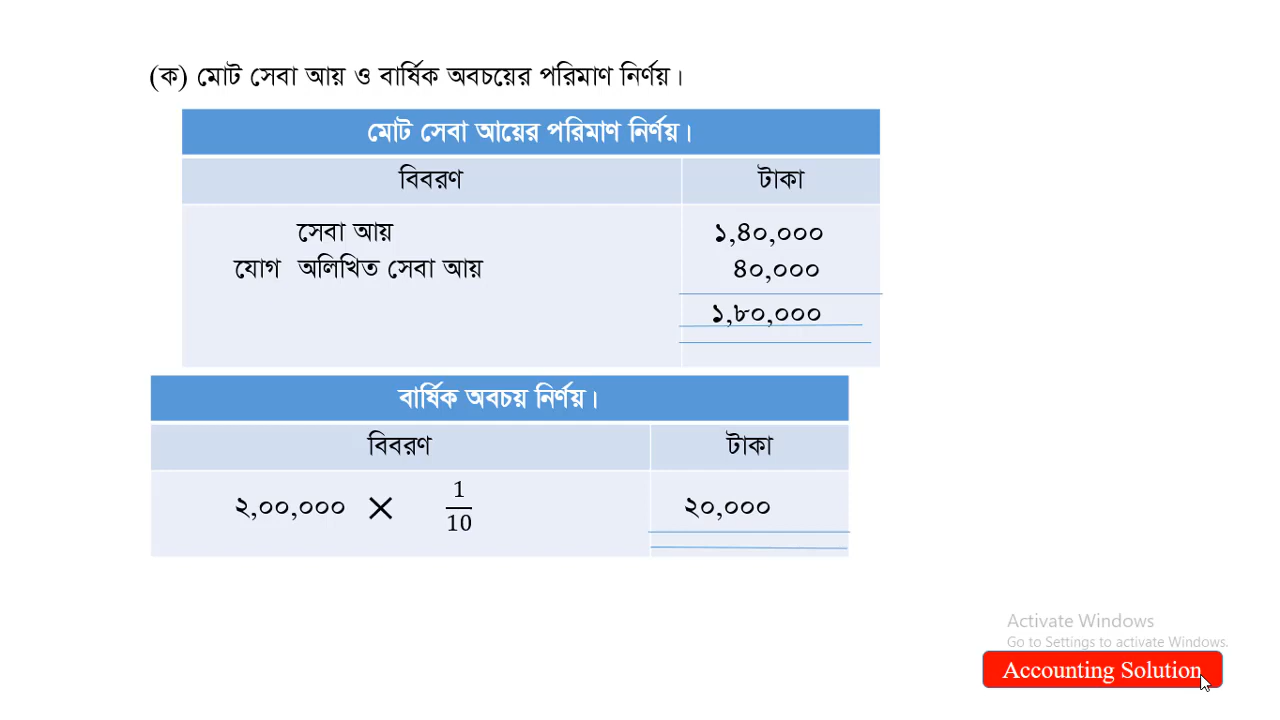 (ক) মোট সেবা আয় ও বার্ষিক অবচয়ের পরিমাণ নির্ণয়।
মোট সেবা আয়ের পরিমাণ নির্ণয়।
বিবরণ টাকা
সেবা আয় ১,৪০,০০০
যোগ অলিখিত সেবা আয় ৪০,০০০
১,৮০,০০০
বার্ষিক অবচয় নির্ণয়।
বিবরণ টাকা
২,০০,০০০ × 1/10 ২০,০০০
Activate Windows
Go to Settings to activate Windows.
Accounting Solution